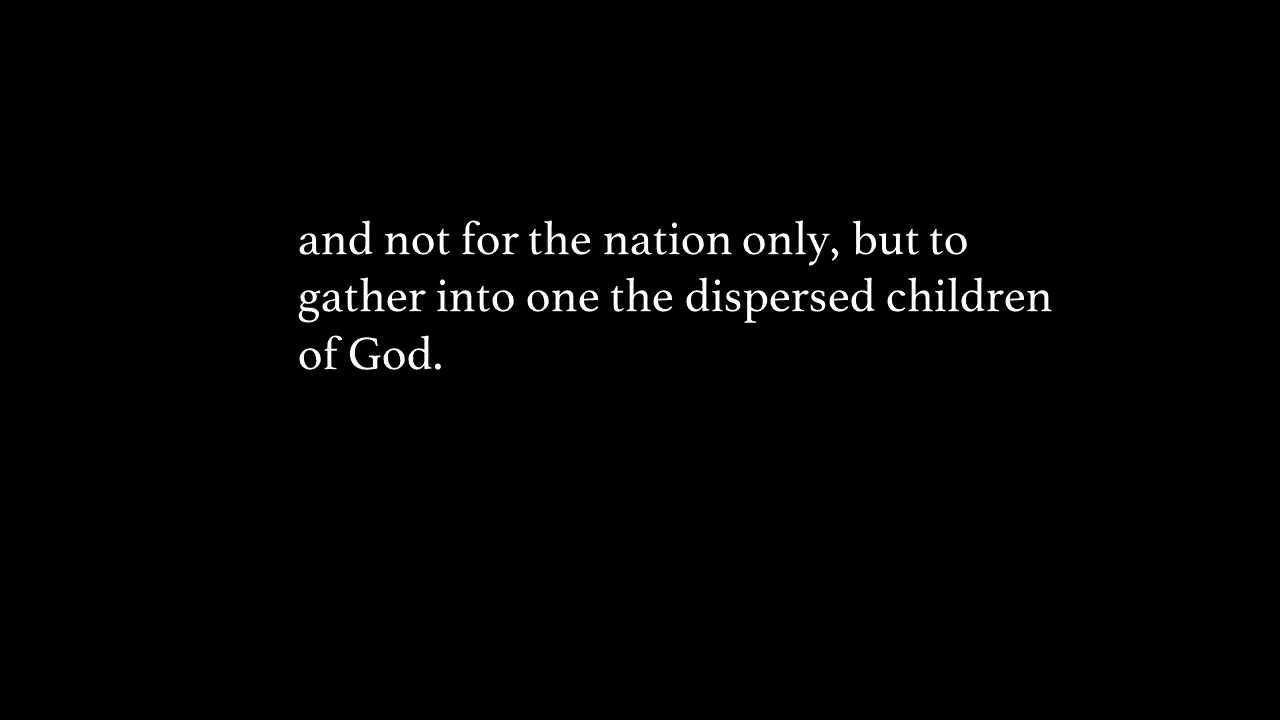 and not for the nation only, but to
gather into one the dispersed children
of God.